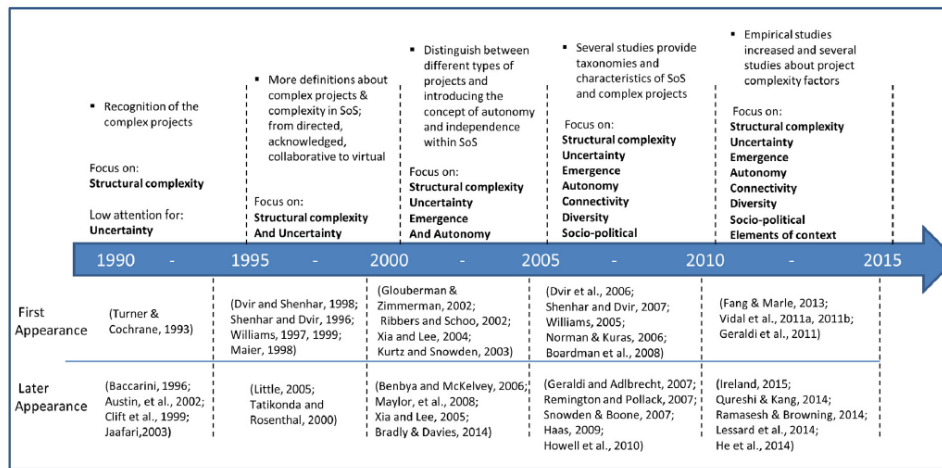 ▪ Recognition of the
complex projects
Focus on:
Structural complexity
Low attention for:
Uncertainty
▪ More definitions about
complex projects &
complexity in SoS;
from directed,
acknowledged,
collaborative to virtual
Focus on:
Structural complexity
And Uncertainty
▪ Distinguish between
different types of
projects and
introducing the
concept of autonomy
and independence
within SoS
Focus on:
Structural complexity
Uncertainty
Emergence
And Autonomy
▪ Several studies provide
taxonomies and
characteristics of SoS
and complex projects
Focus on:
Structural complexity
Uncertainty
Emergence
Autonomy
Connectivity
Diversity
Socio-political
▪ Empirical studies
increased and several
studies about project
complexity factors
Focus on:
Structural complexity
Uncertainty
Emergence
Autonomy
Connectivity
Diversity
Socio-political
Elements of context
1990 - 1995 - 2000 - 2005 - 2010 - 2015
First
Appearance
(Turner &
Cochrane, 1993)
(Dvir and Shenhar, 1998;
Shenhar and Dvir, 1996;
Williams, 1997, 1999;
Maier, 1998)
(Glouberman &
Zimmerman, 2002;
Ribbers and Schoo, 2002;
Xia and Lee, 2004;
Kurtz and Snowden, 2003)
(Dvir et al., 2006;
Shenhar and Dvir, 2007;
Williams, 2005;
Norman & Kuras, 2006;
Boardman et al., 2008)
(Fang & Marle, 2013;
Vidal et al., 2011a, 2011b;
Geraldi et al., 2011)
Later
Appearance
(Baccarini, 1996;
Austin, et al., 2002;
Clift et al., 1999;
Jaafari,2003)
(Little, 2005;
Tatikonda and
Rosenthal, 2000)
(Benbya and McKelvey, 2006;
Maylor, et al., 2008;
Xia and Lee, 2005;
Bradly & Davies, 2014)
(Geraldi and Adlbrecht, 2007;
Remington and Pollack, 2007;
Snowden & Boone, 2007;
Haas, 2009;
Howell et al., 2010)
(Ireland, 2015;
Qureshi & Kang, 2014;
Ramasesh & Browning, 2014;
Lessard et al., 2014;
He et al., 2014)